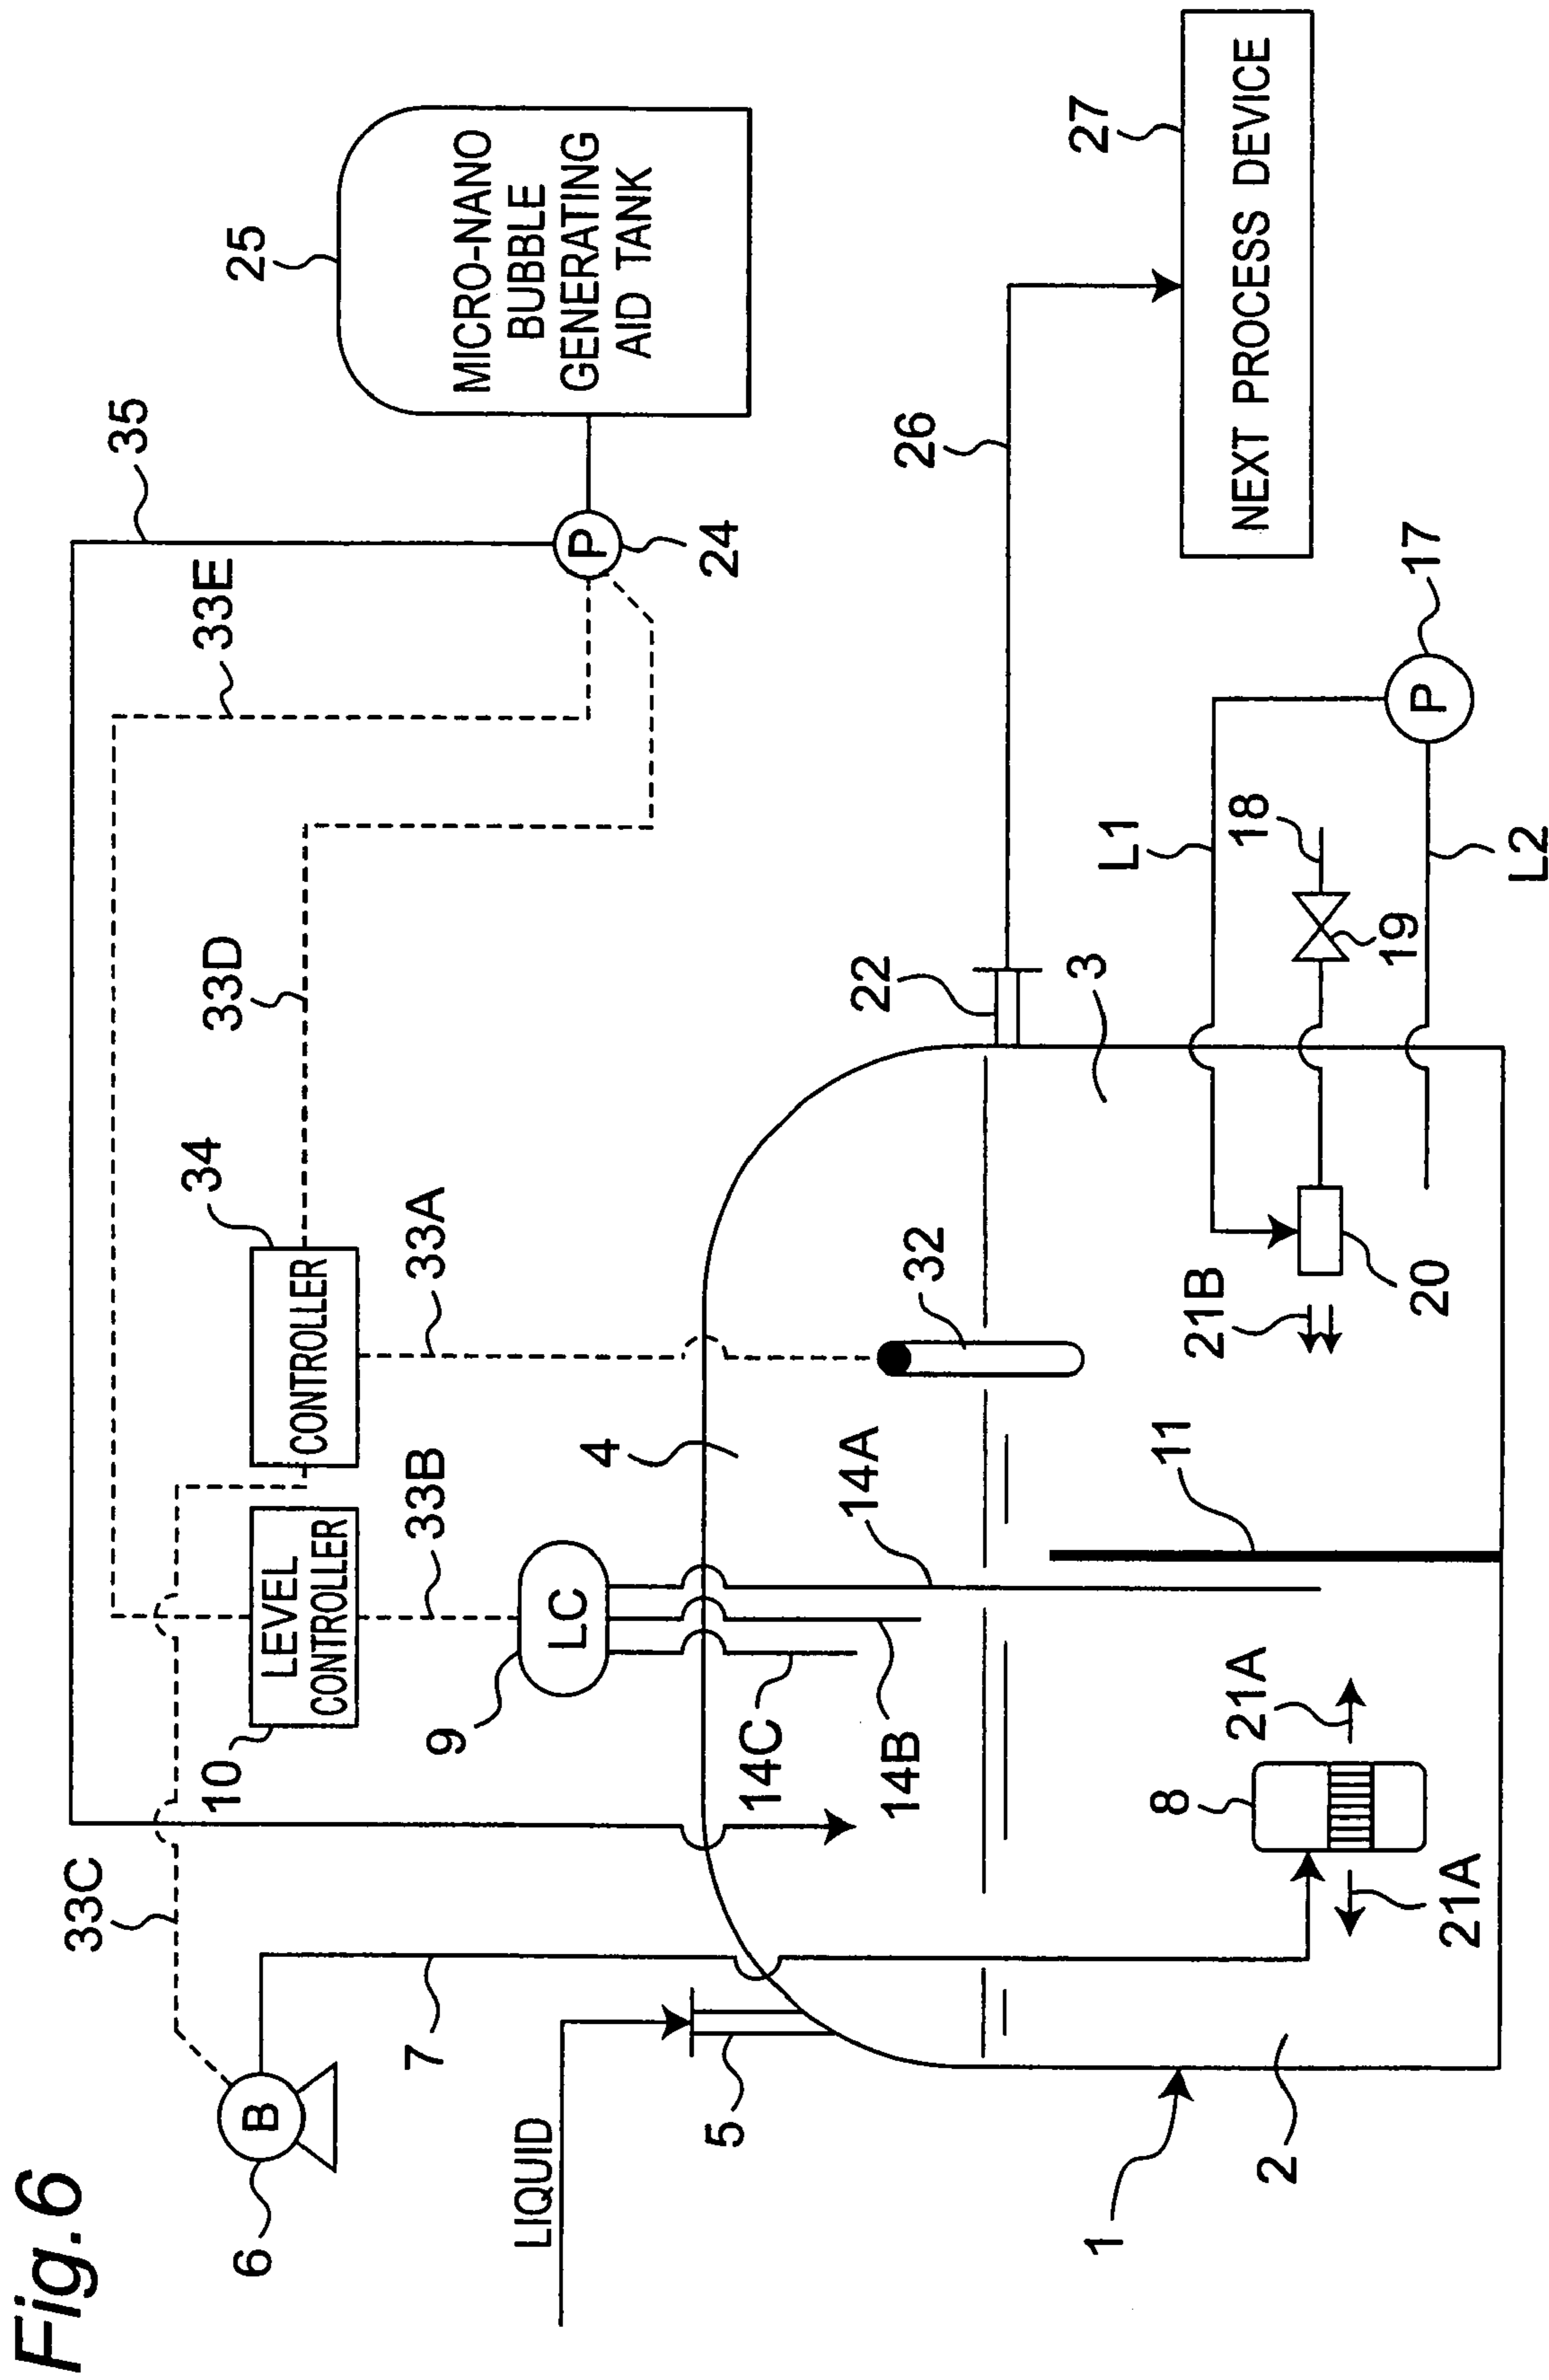 Fig.6
25
MICRO-NANO
BUBBLE
GENERATING
AID TANK
35
33E
24
P
33D
34
CONTROLLER
33A
33C
10
LEVEL
CONTROLLER
33B
9
LC
6
B
7
LIQUID
5
4
14A
14B
14C
32
22
26
27
NEXT PROCESS DEVICE
3
L1
18
19
17
P
L2
20
21B
11
8
21A
21A
1
2